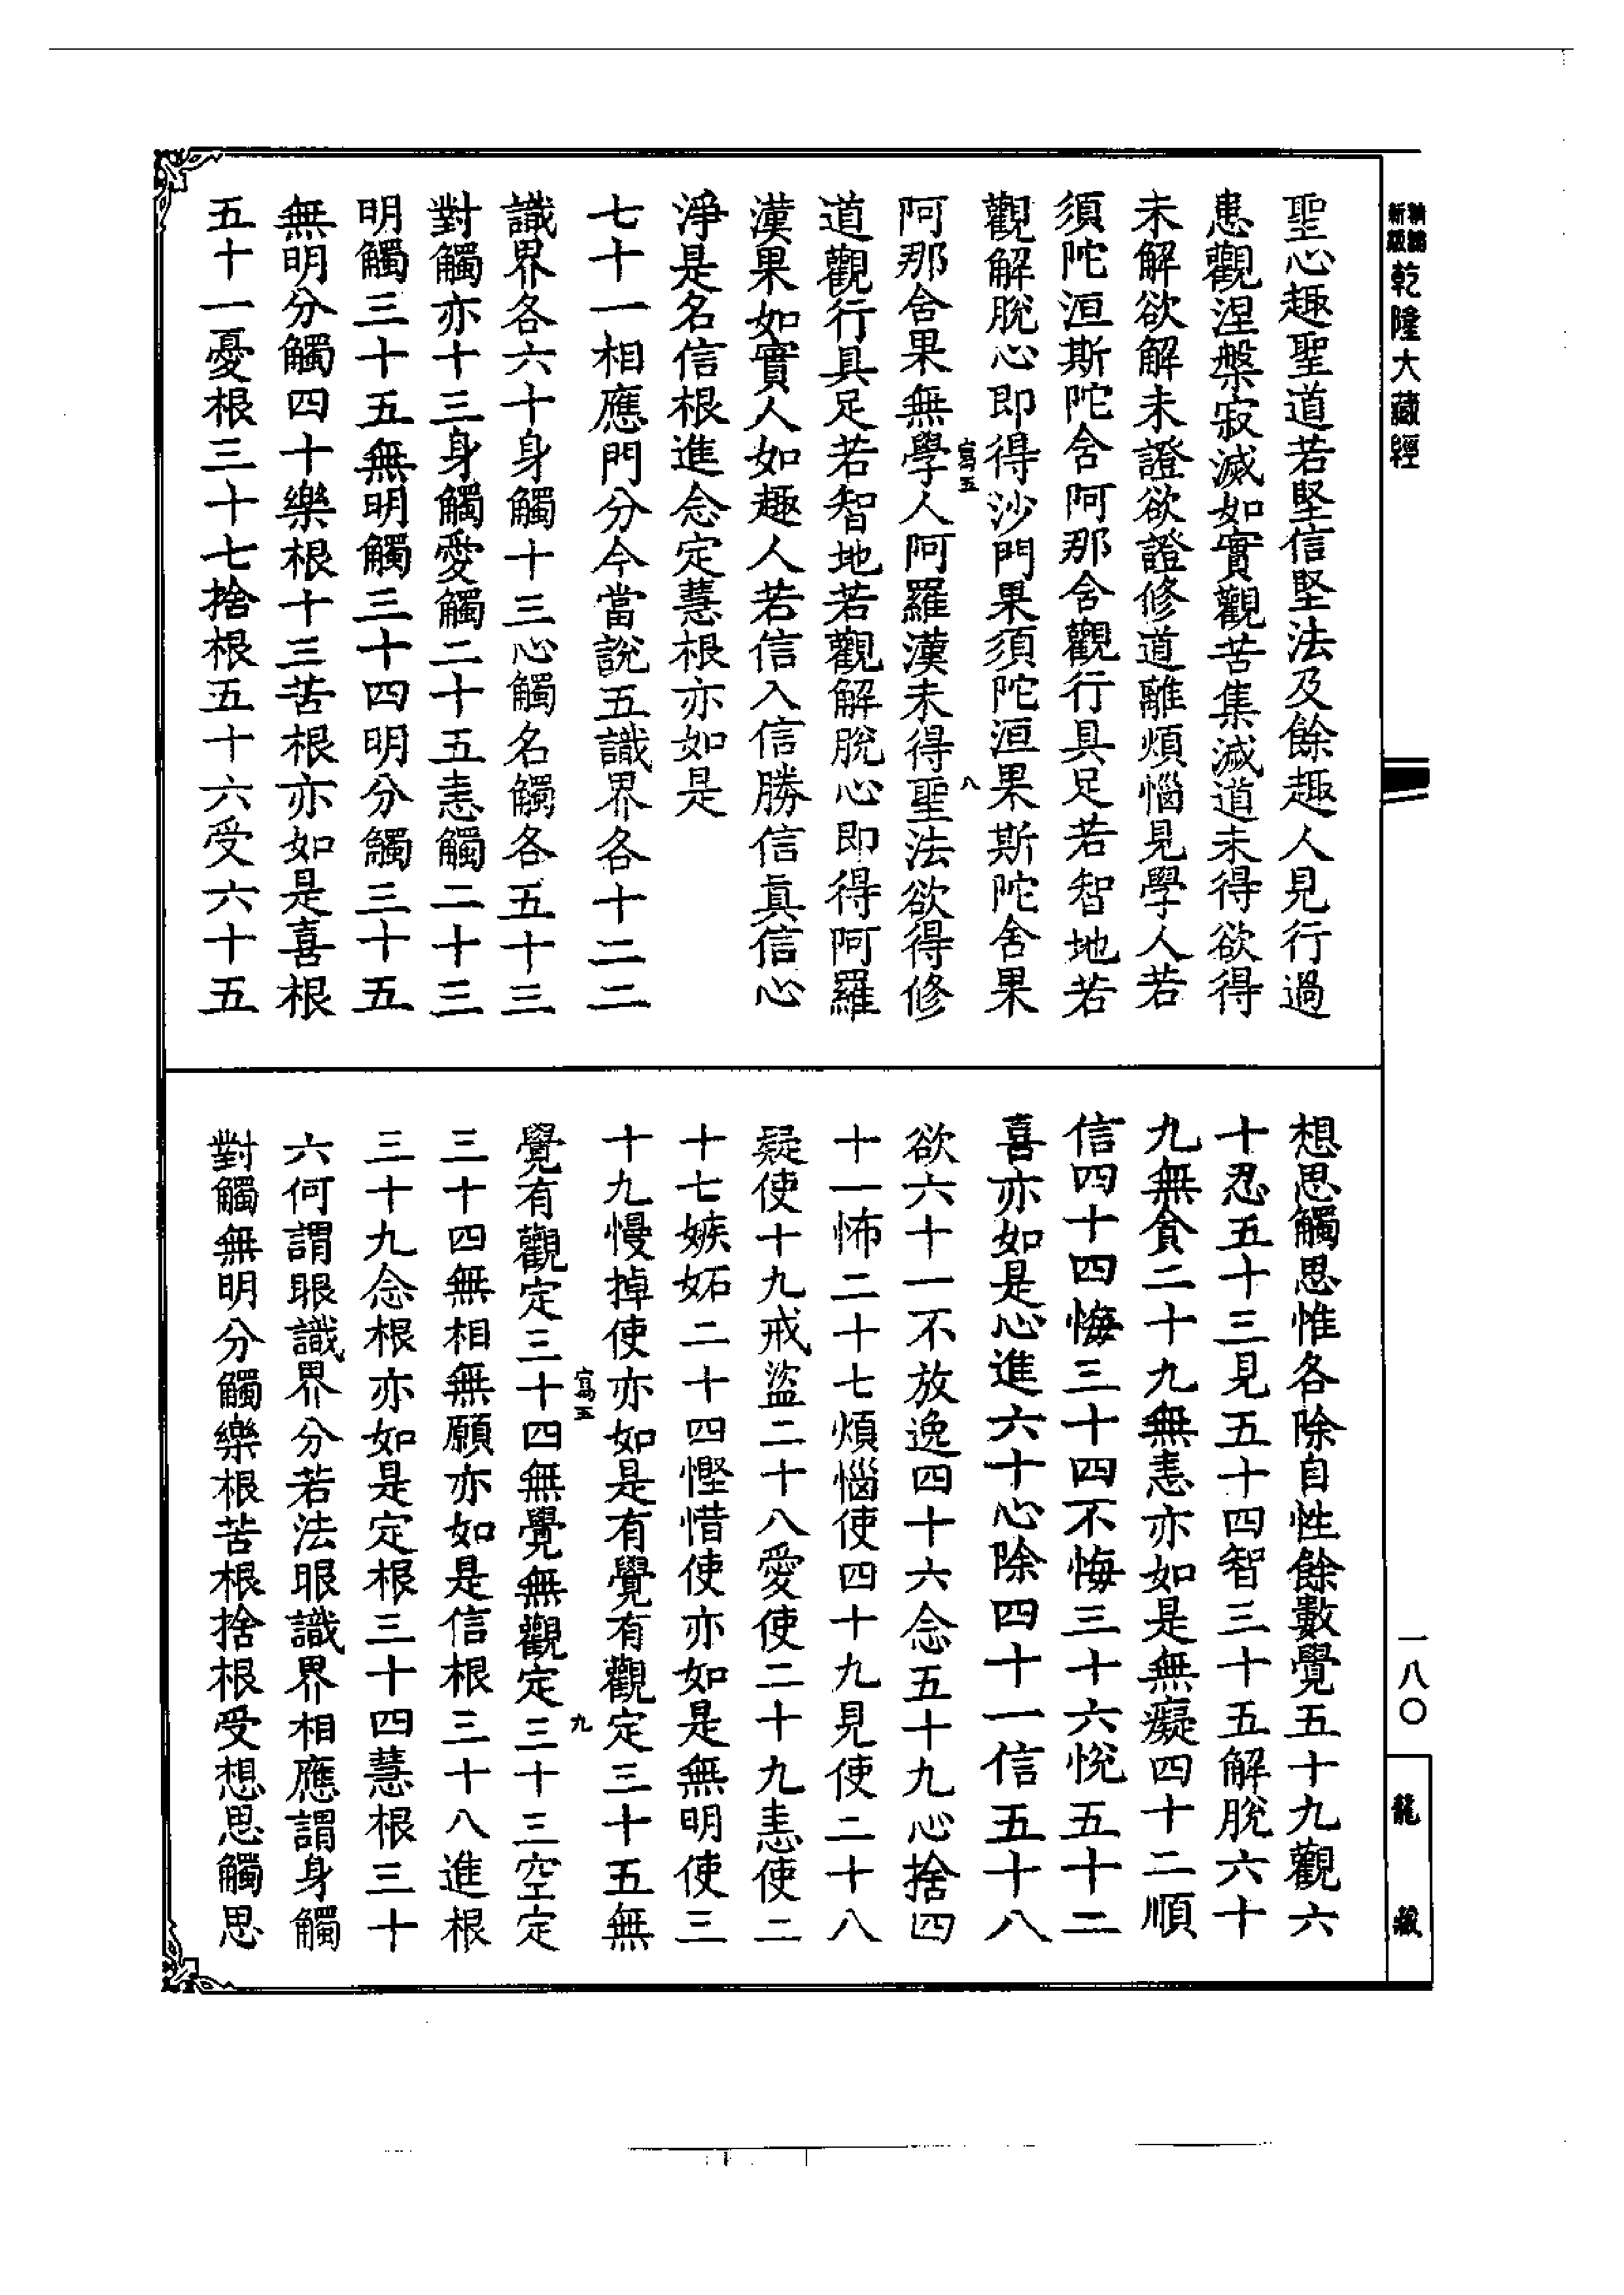 乾隆大藏經
聖心趣聖道若堅信堅法及餘趣人見行過
患觀涅槃寂滅如實觀苦集滅道未得欲得
未解欲解未證欲證修道離煩惱見學人若
須陀洹斯陀含阿那含觀行具足若智地若
觀解脫心即得沙門果須陀洹果斯陀含果
寫五
八
阿那含果無學人阿羅漢未得聖法欲得修
道觀行具足若智地若觀解脫心即得阿羅
漢果如實人如趣人若信入信勝信真信心
淨是名信根進念定慧根亦如是
七十一相應門分今當說五識界各十二二
識界各六十身觸十三心觸名觸各五十三
對觸亦十三身觸愛觸二十五恚觸二十三
明觸三十五無明觸三十四明分觸三十五
無明分觸四十樂根十三苦根亦如是喜根
五十一憂根三十七捨根五十六受六十五
想思觸思惟各除自性餘數覺五十九觀六
十忍五十三見五十四智三十五解脫六十
九無貪二十九無恚亦如是無癡四十二順
信四十四悔三十四不悔三十六悅五十二
喜亦如是心進六十心除四十一信五十八
欲六十一不放逸四十六念五十九心捨四
十一怖二十七煩惱使四十九見使二十八
疑使十九戒盜二十八愛使二十九恚使二
十七嫉妬二十四慳惜使亦如是無明使三
十九慢掉使亦如是有覺有觀定三十五無
寫五
九
覺有觀定三十四無覺無觀定三十三空定
三十四無相無願亦如是信根三十八進根
三十九念根亦如是定根三十四慧根三十
六何謂眼識界分若法眼識界相應謂身觸
對觸無明分觸樂根苦根捨根受想思觸思
一八〇
龍藏